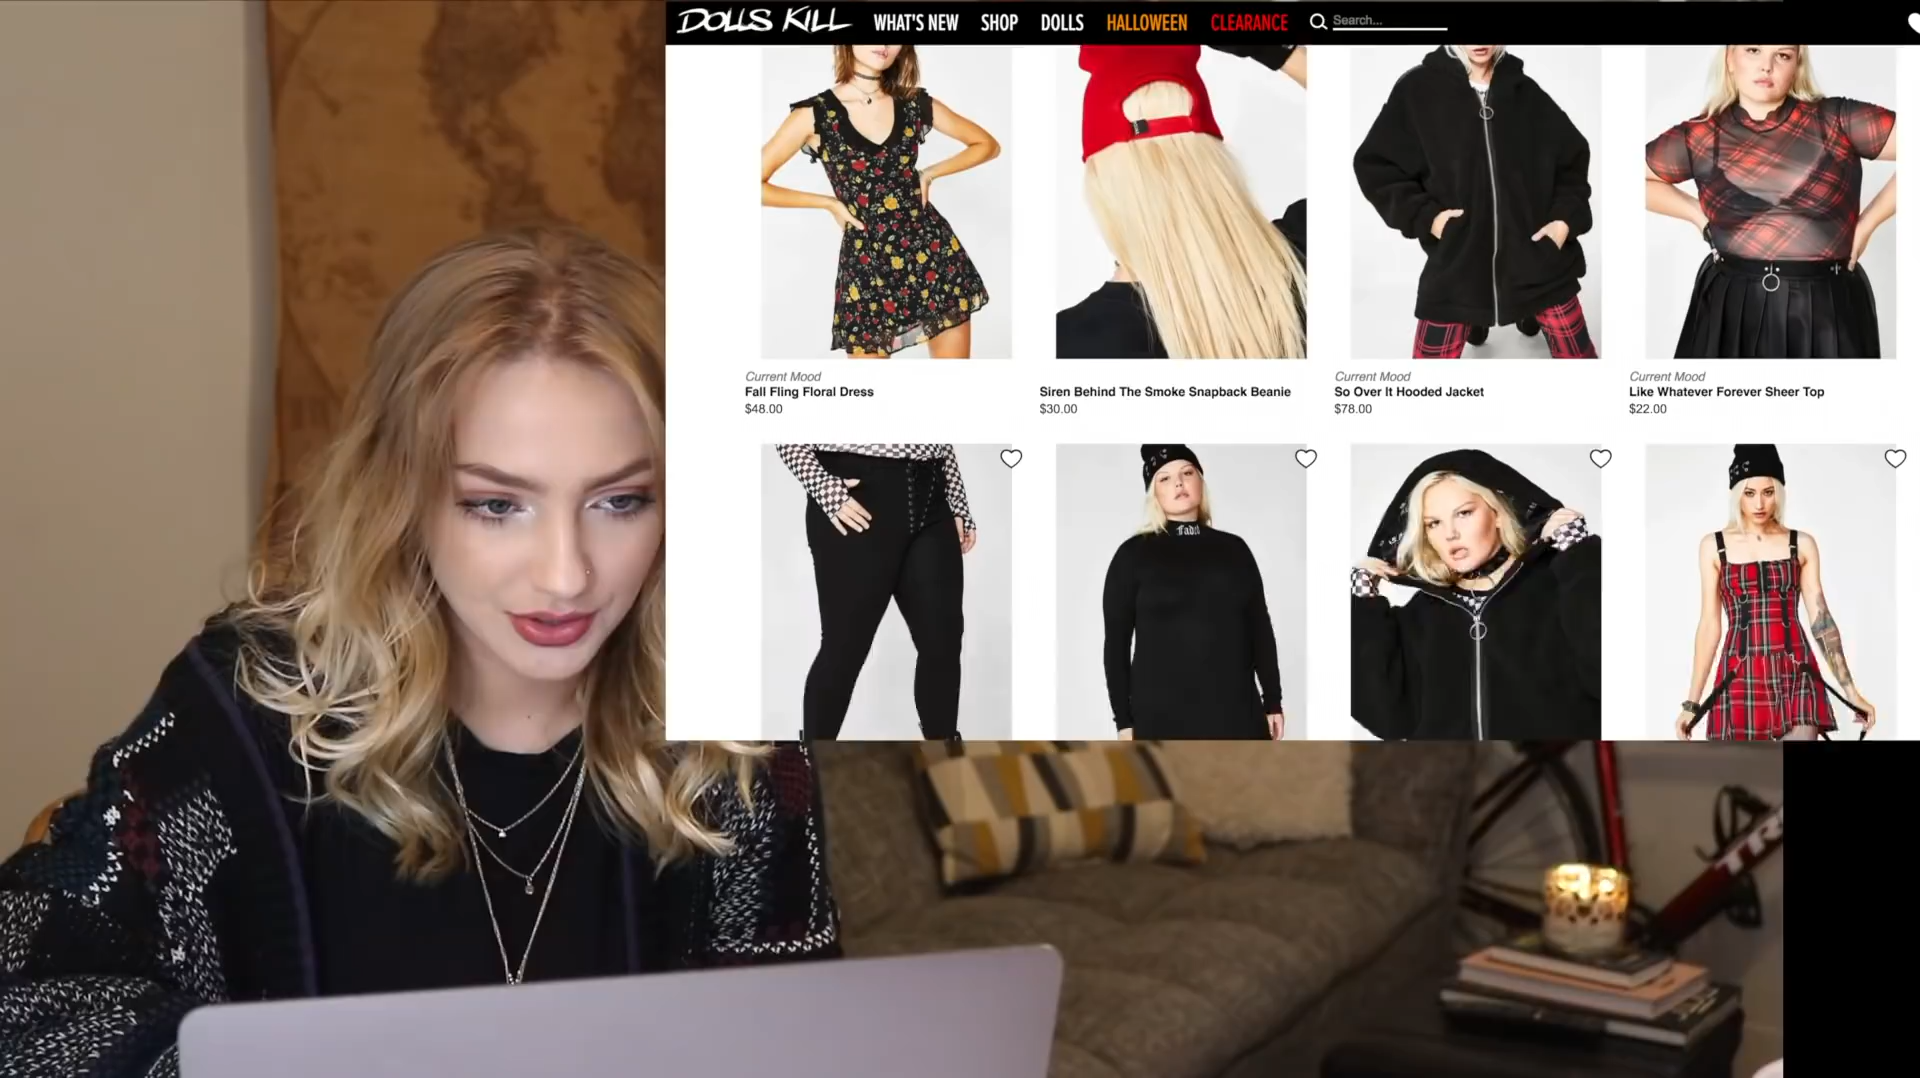 DOLLS KILL WHAT'S NEW SHOP DOLLS HALLOWEEN CLEARANCE Search...
Current Mood
Fall Fling Floral Dress
$48.00
Siren Behind The Smoke Snapback Beanie
$30.00
Current Mood
So Over It Hooded Jacket
$78.00
Current Mood
Like Whatever Forever Sheer Top
$22.00
Faded
TR